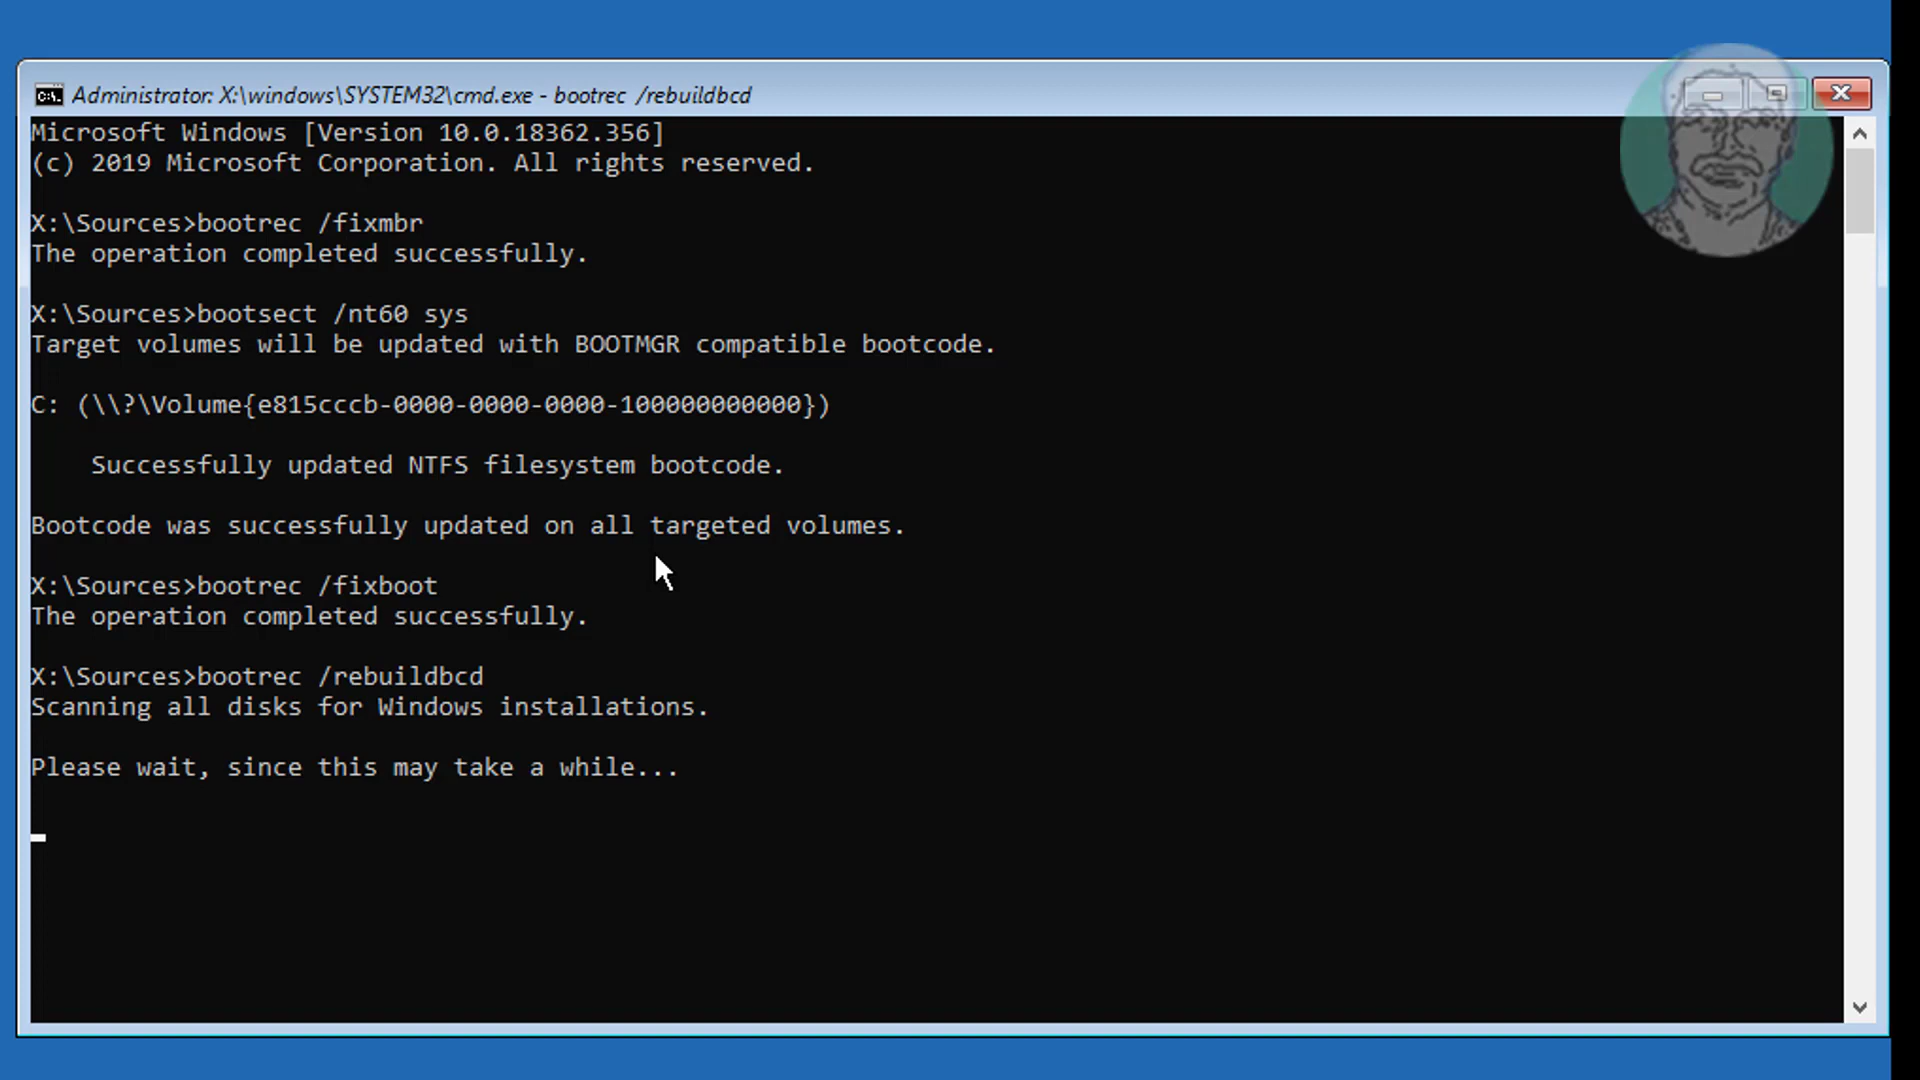 Administrator: X:\windows\SYSTEM32\cmd.exe - bootrec /rebuildbcd
Microsoft Windows [Version 10.0.18362.356]
(c) 2019 Microsoft Corporation. All rights reserved.
X:\Sources>bootrec /fixmbr
The operation completed successfully.
X:\Sources>bootsect /nt60 sys
Target volumes will be updated with BOOTMGR compatible bootcode.
C: (\\?\Volume{e815cccb-0000-0000-0000-100000000000})
Successfully updated NTFS filesystem bootcode.
Bootcode was successfully updated on all targeted volumes.
X:\Sources>bootrec /fixboot
The operation completed successfully.
X:\Sources>bootrec /rebuildbcd
Scanning all disks for Windows installations.
Please wait, since this may take a while...